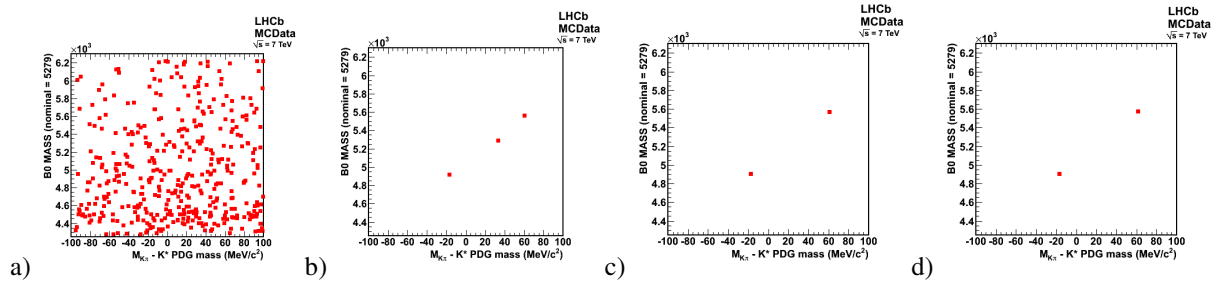 LHCb
MCData
√s = 7 TeV
×10³
B0 MASS (nominal = 5279)
6.2
6
5.8
5.6
5.4
5.2
5
4.8
4.6
4.4
-100 -80 -60 -40 -20 0 20 40 60 80 100
M_Kπ - K* PDG mass (MeV/c²)
a)
LHCb
MCData
√s = 7 TeV
×10³
B0 MASS (nominal = 5279)
6.2
6
5.8
5.6
5.4
5.2
5
4.8
4.6
4.4
-100 -80 -60 -40 -20 0 20 40 60 80 100
M_Kπ - K* PDG mass (MeV/c²)
b)
LHCb
MCData
√s = 7 TeV
×10³
B0 MASS (nominal = 5279)
6.2
6
5.8
5.6
5.4
5.2
5
4.8
4.6
4.4
-100 -80 -60 -40 -20 0 20 40 60 80 100
M_Kπ - K* PDG mass (MeV/c²)
c)
LHCb
MCData
√s = 7 TeV
×10³
B0 MASS (nominal = 5279)
6.2
6
5.8
5.6
5.4
5.2
5
4.8
4.6
4.4
-100 -80 -60 -40 -20 0 20 40 60 80 100
M_Kπ - K* PDG mass (MeV/c²)
d)